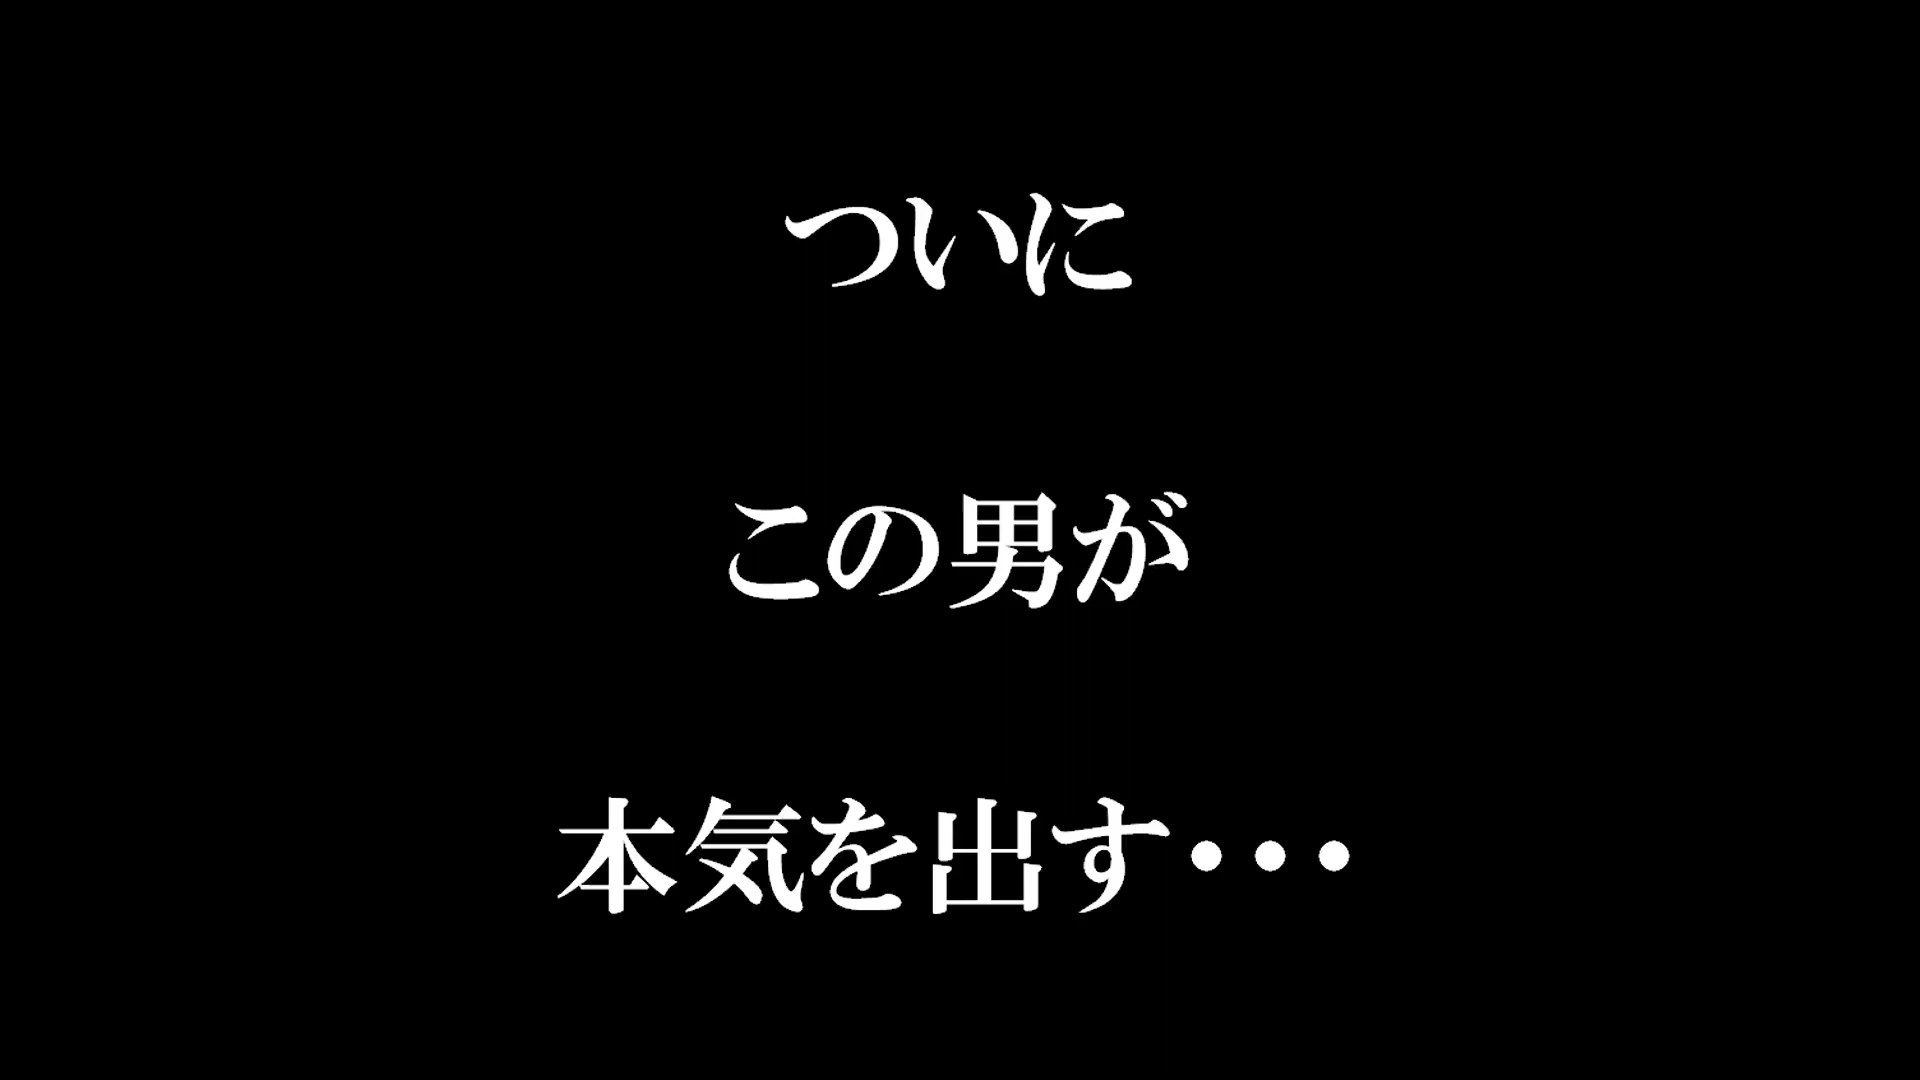 ついに
この男が
本気を出す・・・